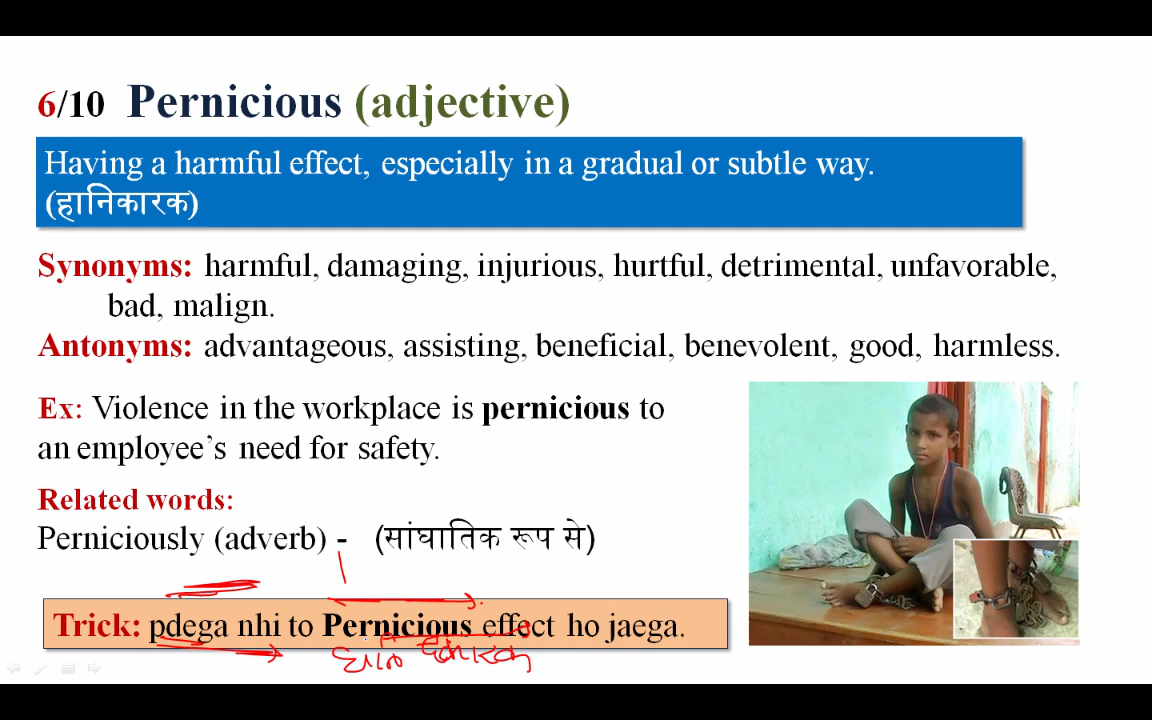 6/10 Pernicious (adjective)
Having a harmful effect, especially in a gradual or subtle way.
(हानिकारक)
Synonyms: harmful, damaging, injurious, hurtful, detrimental, unfavorable,
bad, malign.
Antonyms: advantageous, assisting, beneficial, benevolent, good, harmless.
Ex: Violence in the workplace is pernicious to
an employee's need for safety.
Related words:
Perniciously (adverb) - (सांघातिक रूप से)
Trick: pdega nhi to Pernicious effect ho jaega.